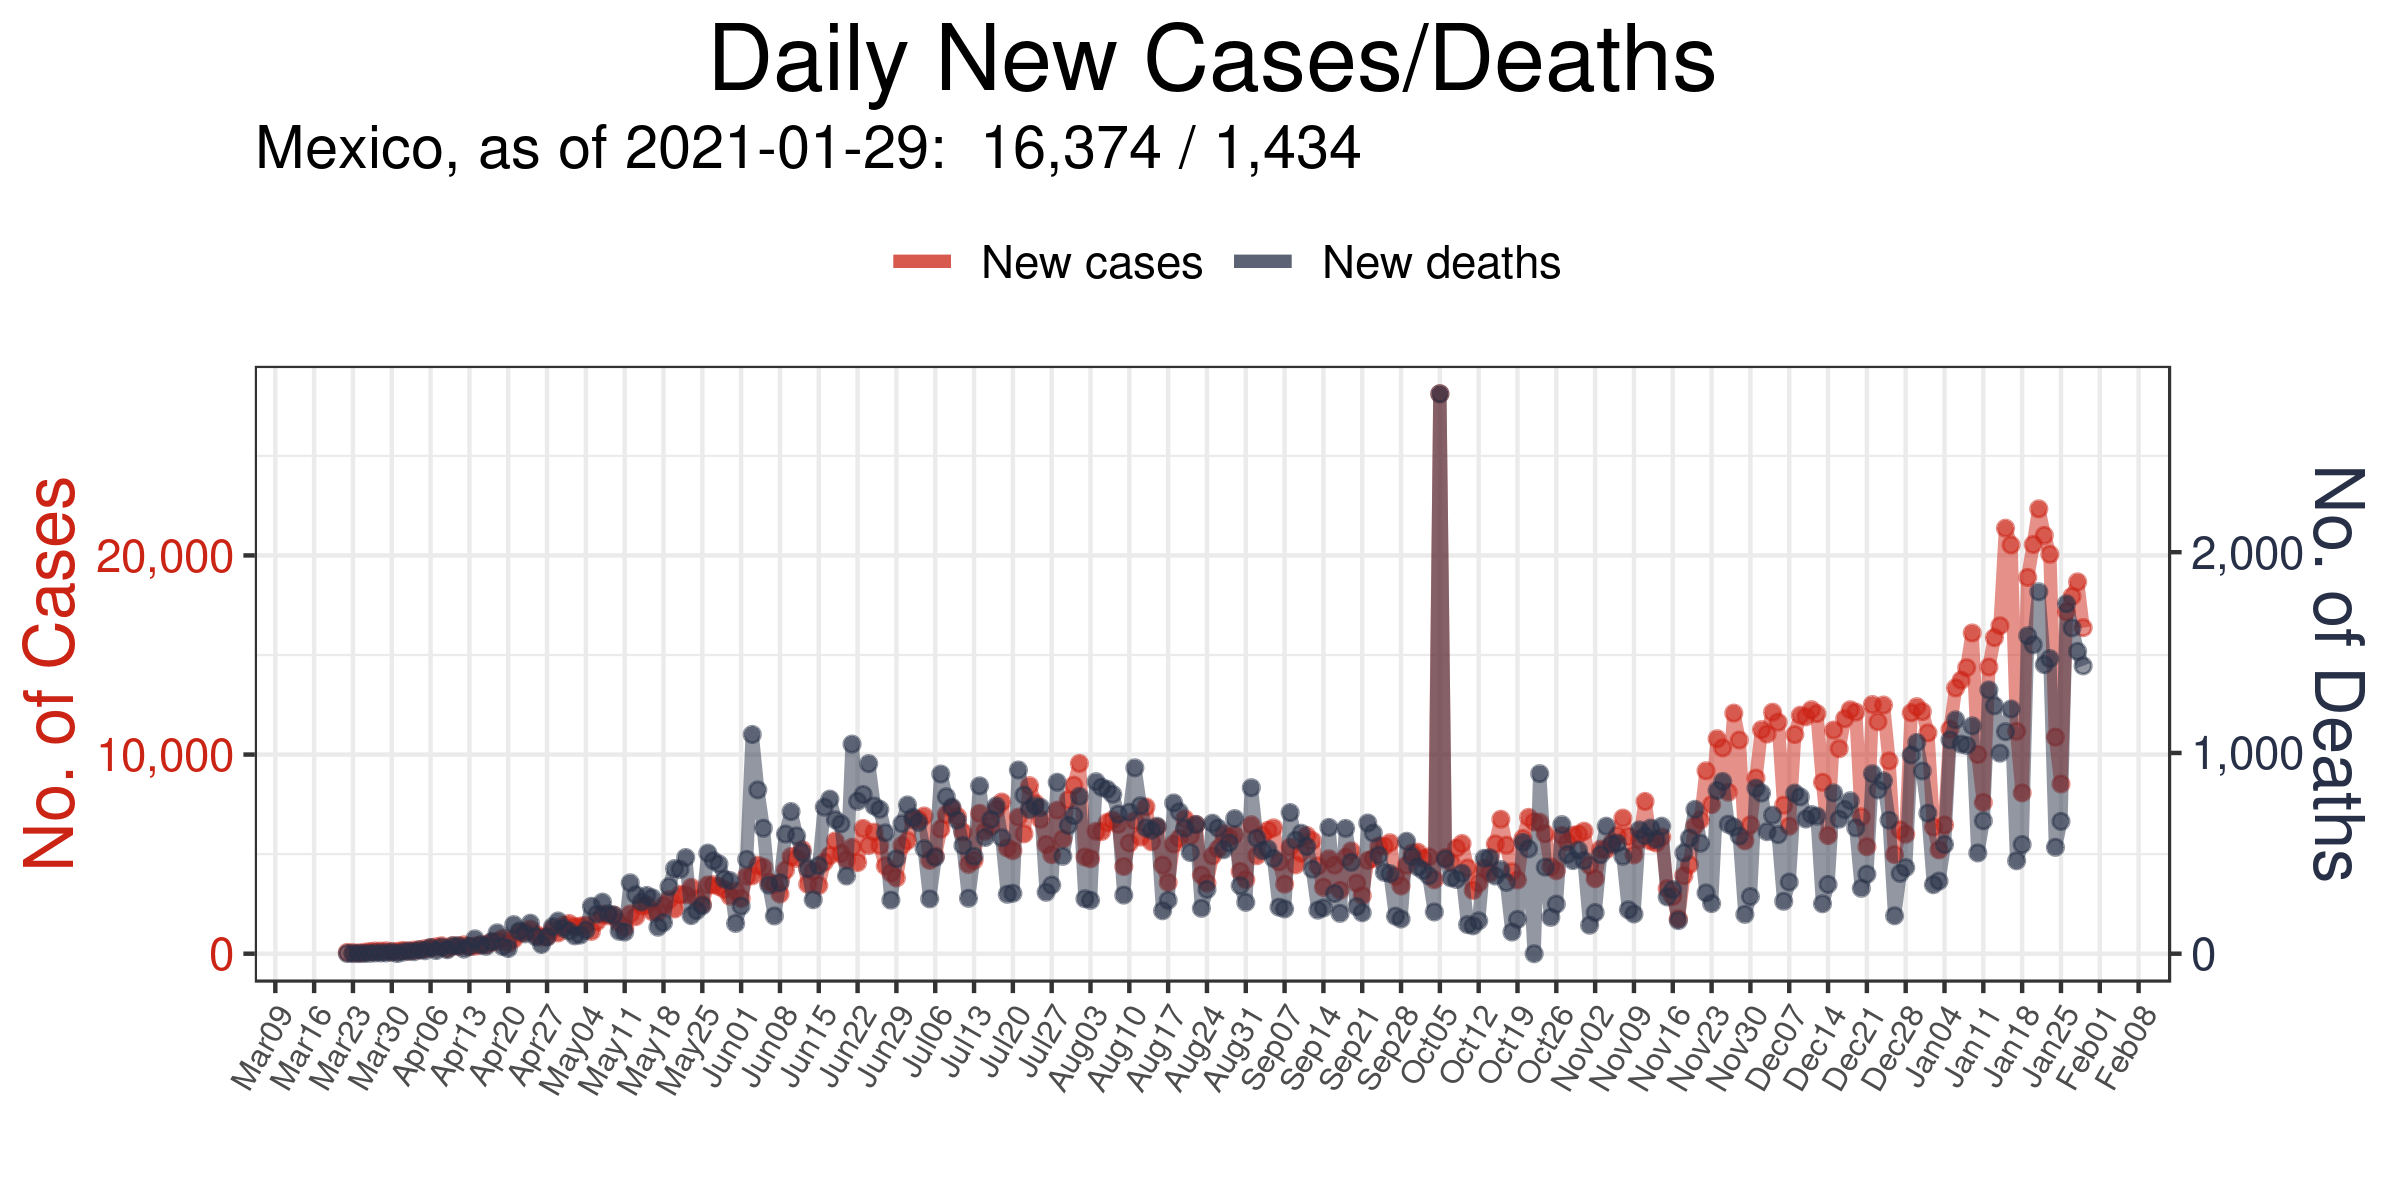 Daily New Cases/Deaths
Mexico, as of 2021-01-29:  16,374 / 1,434
New cases
New deaths
No. of Cases
20,000
10,000
0
2,000
1,000
0
No. of Deaths
Mar09
Mar16
Mar23
Mar30
Apr06
Apr13
Apr20
Apr27
May04
May11
May18
May25
Jun01
Jun08
Jun15
Jun22
Jun29
Jul06
Jul13
Jul20
Jul27
Aug03
Aug10
Aug17
Aug24
Aug31
Sep07
Sep14
Sep21
Sep28
Oct05
Oct12
Oct19
Oct26
Nov02
Nov09
Nov16
Nov23
Nov30
Dec07
Dec14
Dec21
Dec28
Jan04
Jan11
Jan18
Jan25
Feb01
Feb08